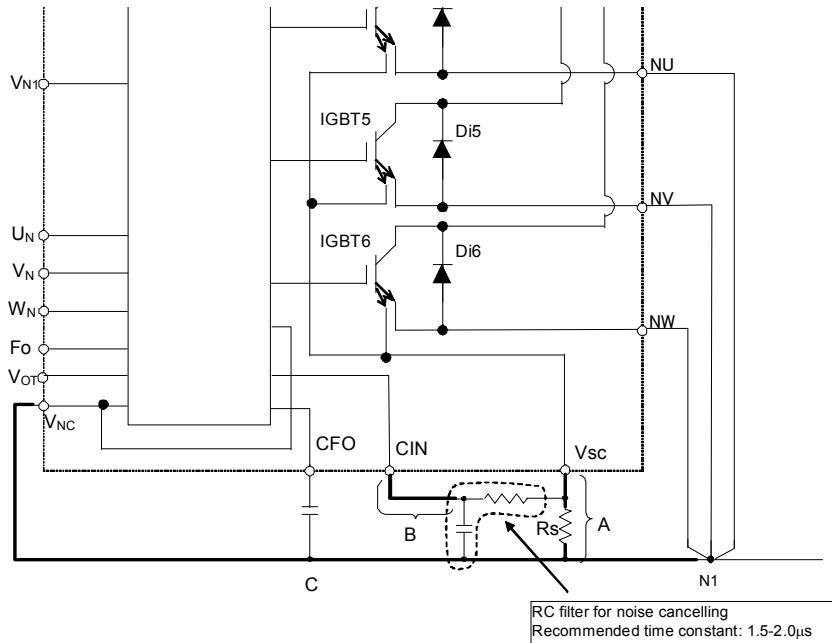 NU
VN1
IGBT5
Di5
NV
UN
IGBT6
Di6
VN
WN
NW
Fo
VOT
VNC
CFO
CIN
Vsc
B
Rs
A
C
N1
RC filter for noise cancelling
Recommended time constant: 1.5-2.0μs